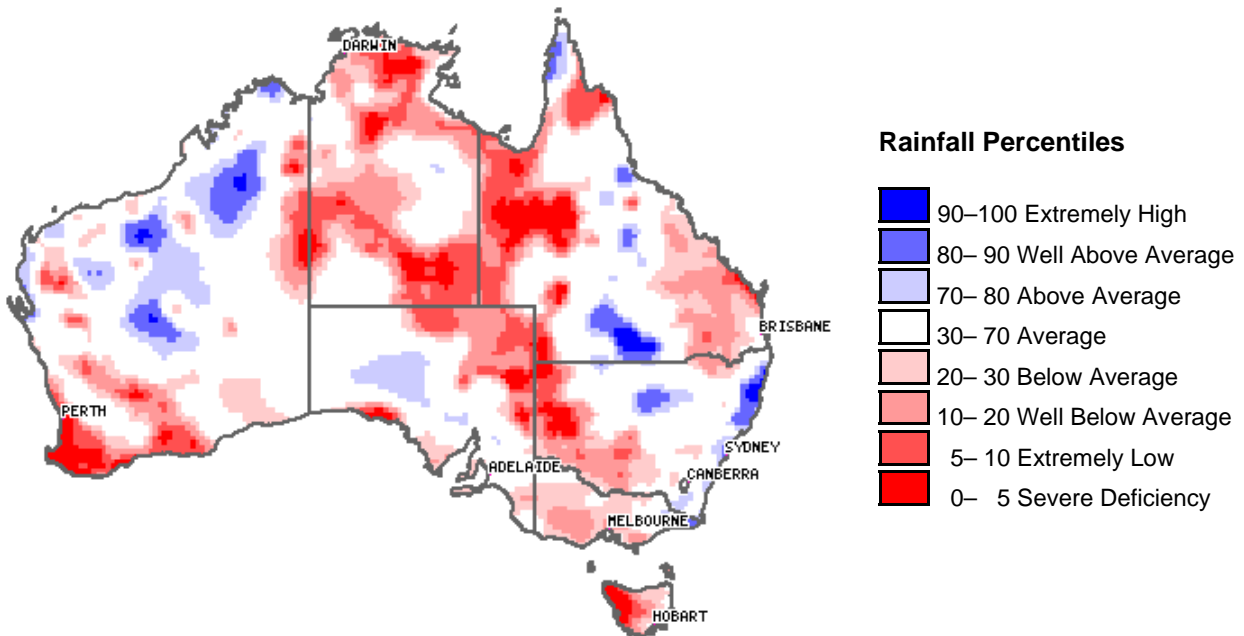 DARWIN
Rainfall Percentiles
90–100 Extremely High
80– 90 Well Above Average
70– 80 Above Average
30– 70 Average
20– 30 Below Average
10– 20 Well Below Average
5– 10 Extremely Low
0– 5 Severe Deficiency
BRISBANE
PERTH
SYDNEY
ADELAIDE
CANBERRA
MELBOURNE
HOBART